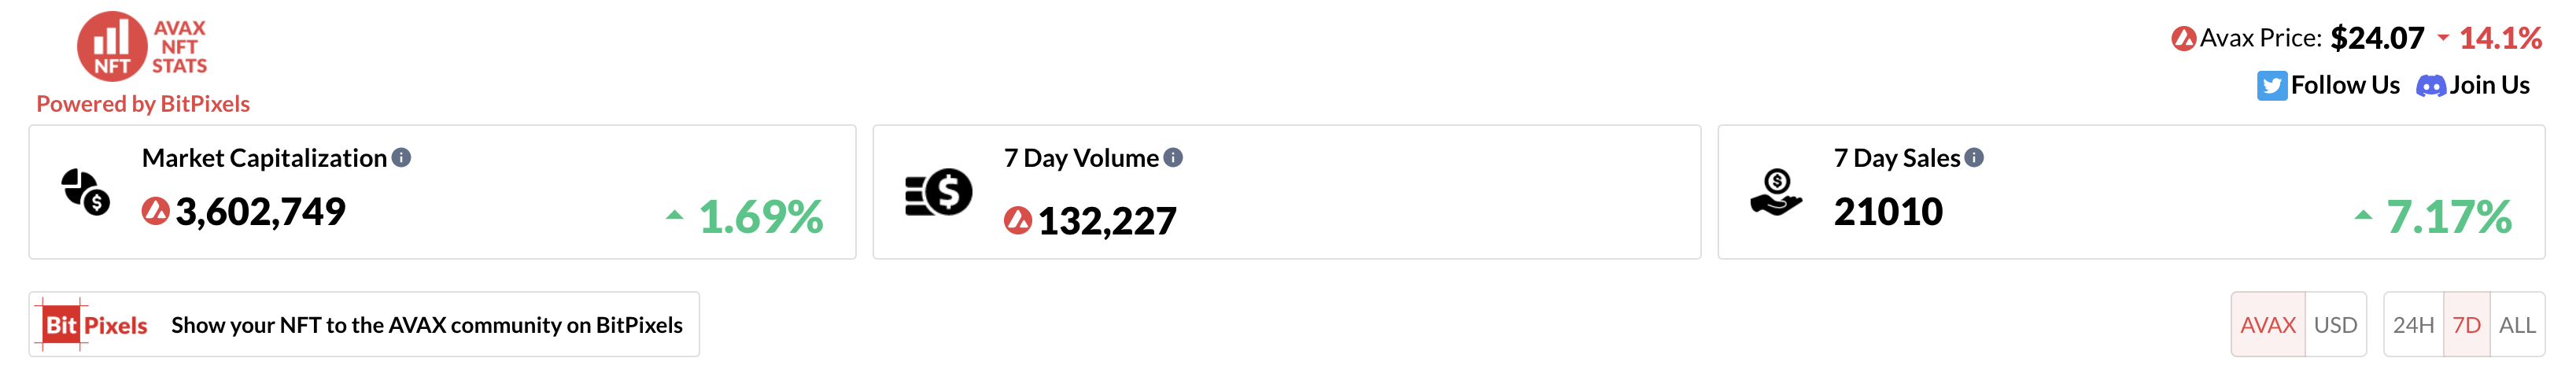 NFT
AVAX
NFT
STATS
Powered by BitPixels
Avax Price: $24.07 14.1%
Follow Us Join Us
Market Capitalization
3,602,749
1.69%
7 Day Volume
132,227
7 Day Sales
21010
7.17%
BitPixels Show your NFT to the AVAX community on BitPixels
AVAX USD 24H 7D ALL